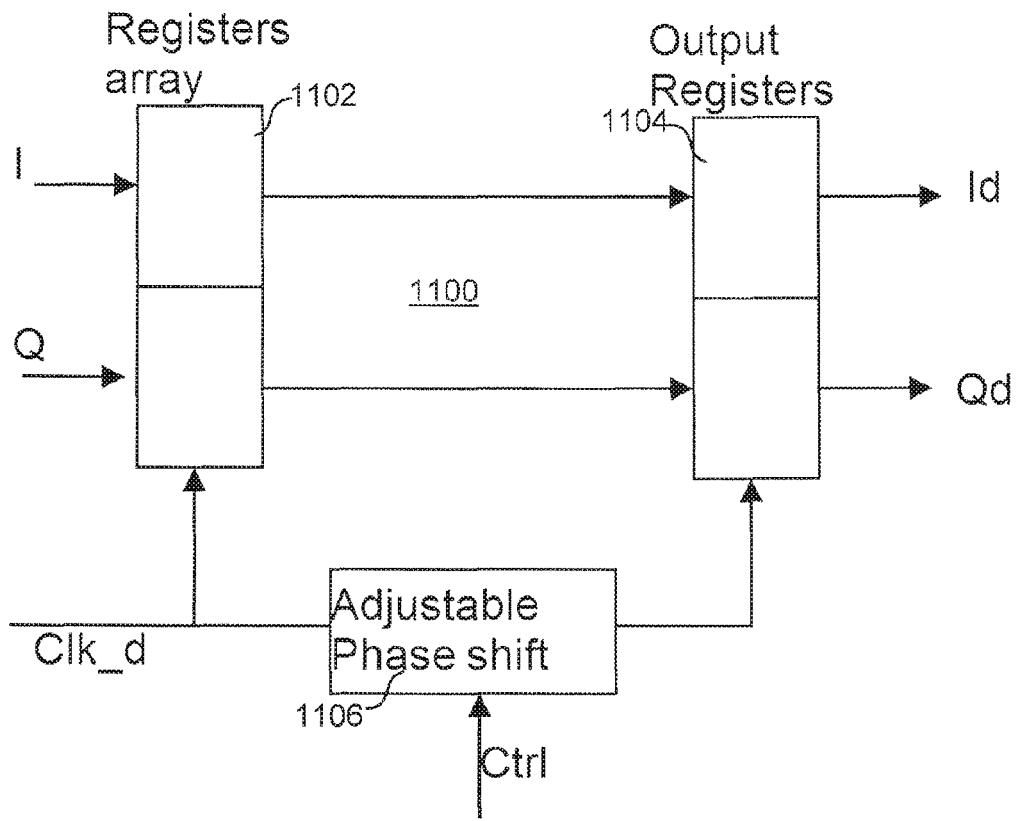 Registers
array
1102
Output
Registers
1104
I
Id
1100
Q
Qd
Adjustable
Phase shift
Clk_d
1106
Ctrl